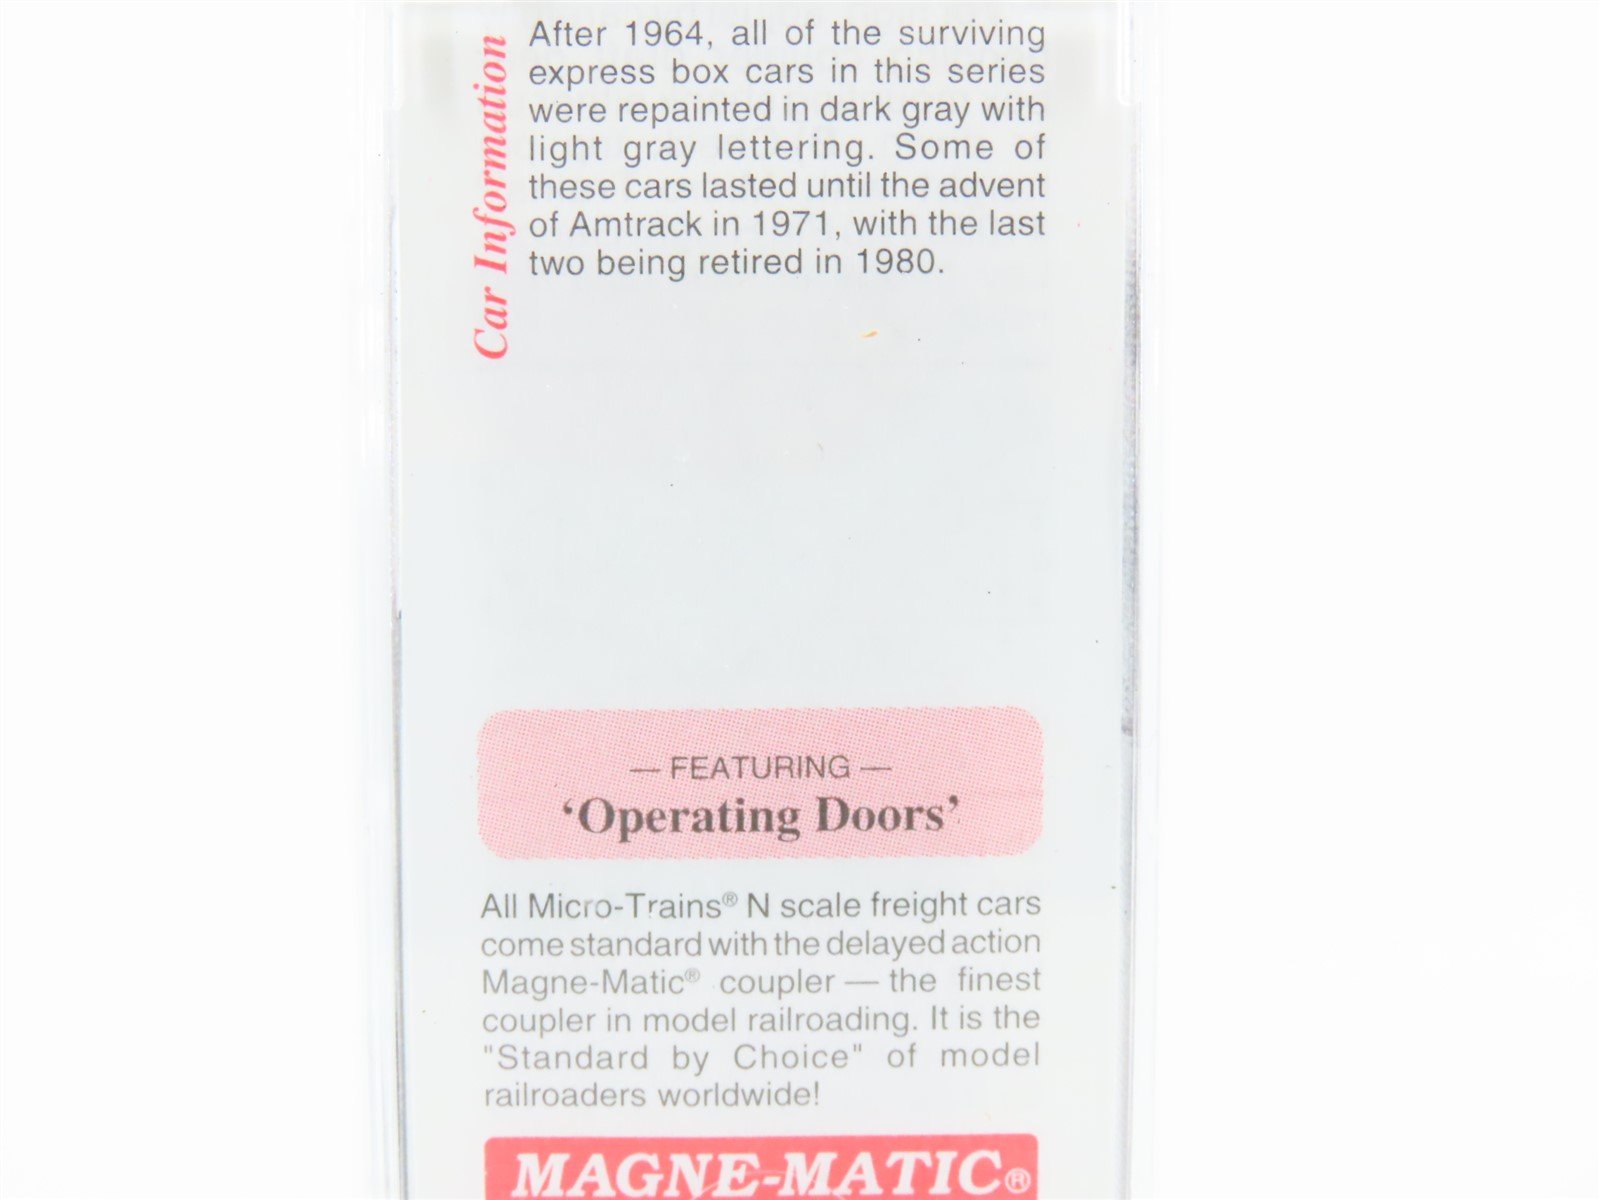 Car Information
After 1964, all of the surviving
express box cars in this series
were repainted in dark gray with
light gray lettering. Some of
these cars lasted until the advent
of Amtrack in 1971, with the last
two being retired in 1980.
— FEATURING —
‘Operating Doors’
All Micro-Trains® N scale freight cars
come standard with the delayed action
Magne-Matic® coupler — the finest
coupler in model railroading. It is the
"Standard by Choice" of model
railroaders worldwide!
MAGNE-MATIC®